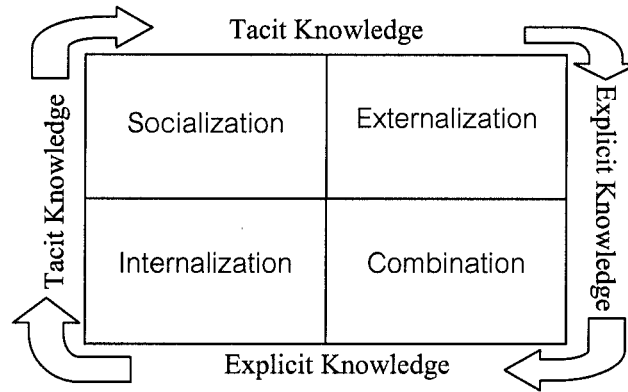 Tacit Knowledge
Socialization
Externalization
Tacit Knowledge
Explicit Knowledge
Internalization
Combination
Explicit Knowledge